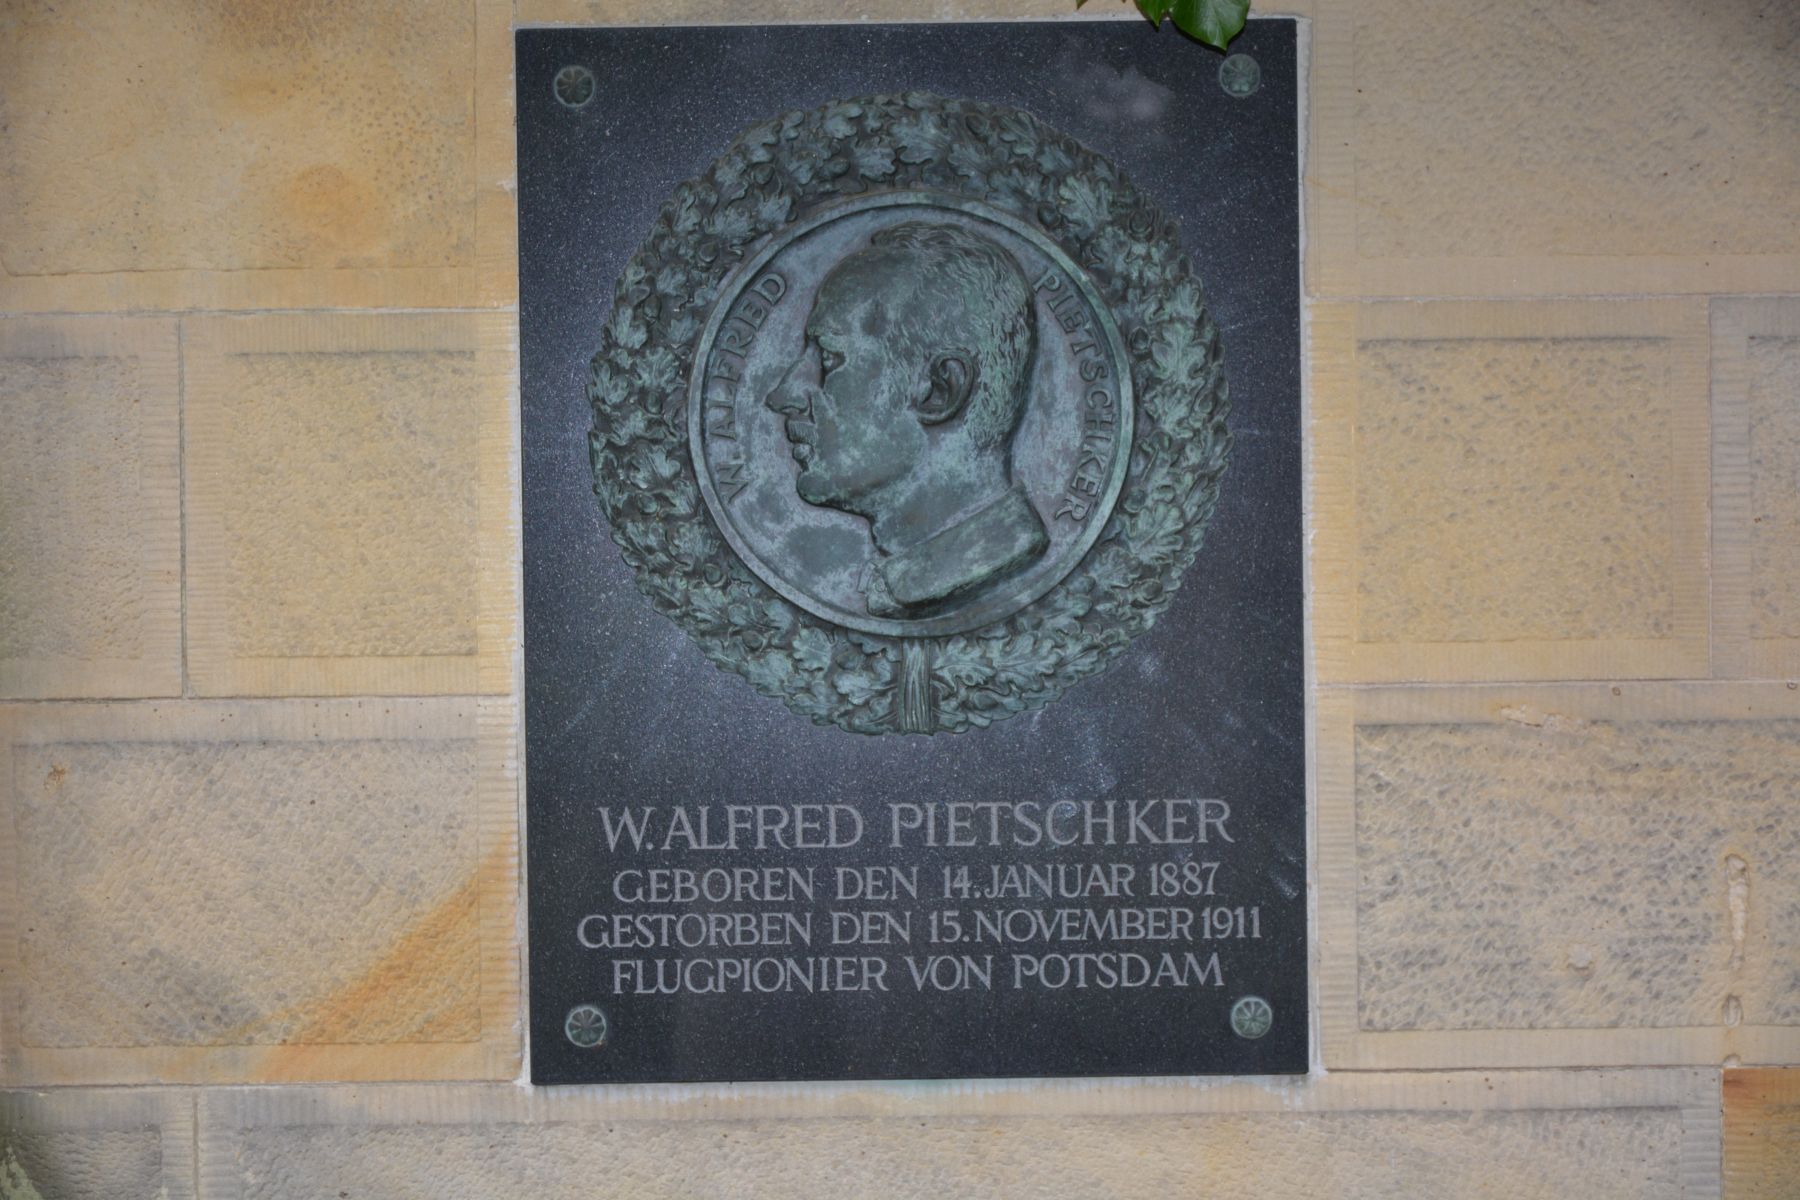 W. ALFRED PIETSCHKER
W. ALFRED PIETSCHKER
GEBOREN DEN 14. JANUAR 1887
GESTORBEN DEN 15. NOVEMBER 1911
FLUGPIONIER VON POTSDAM